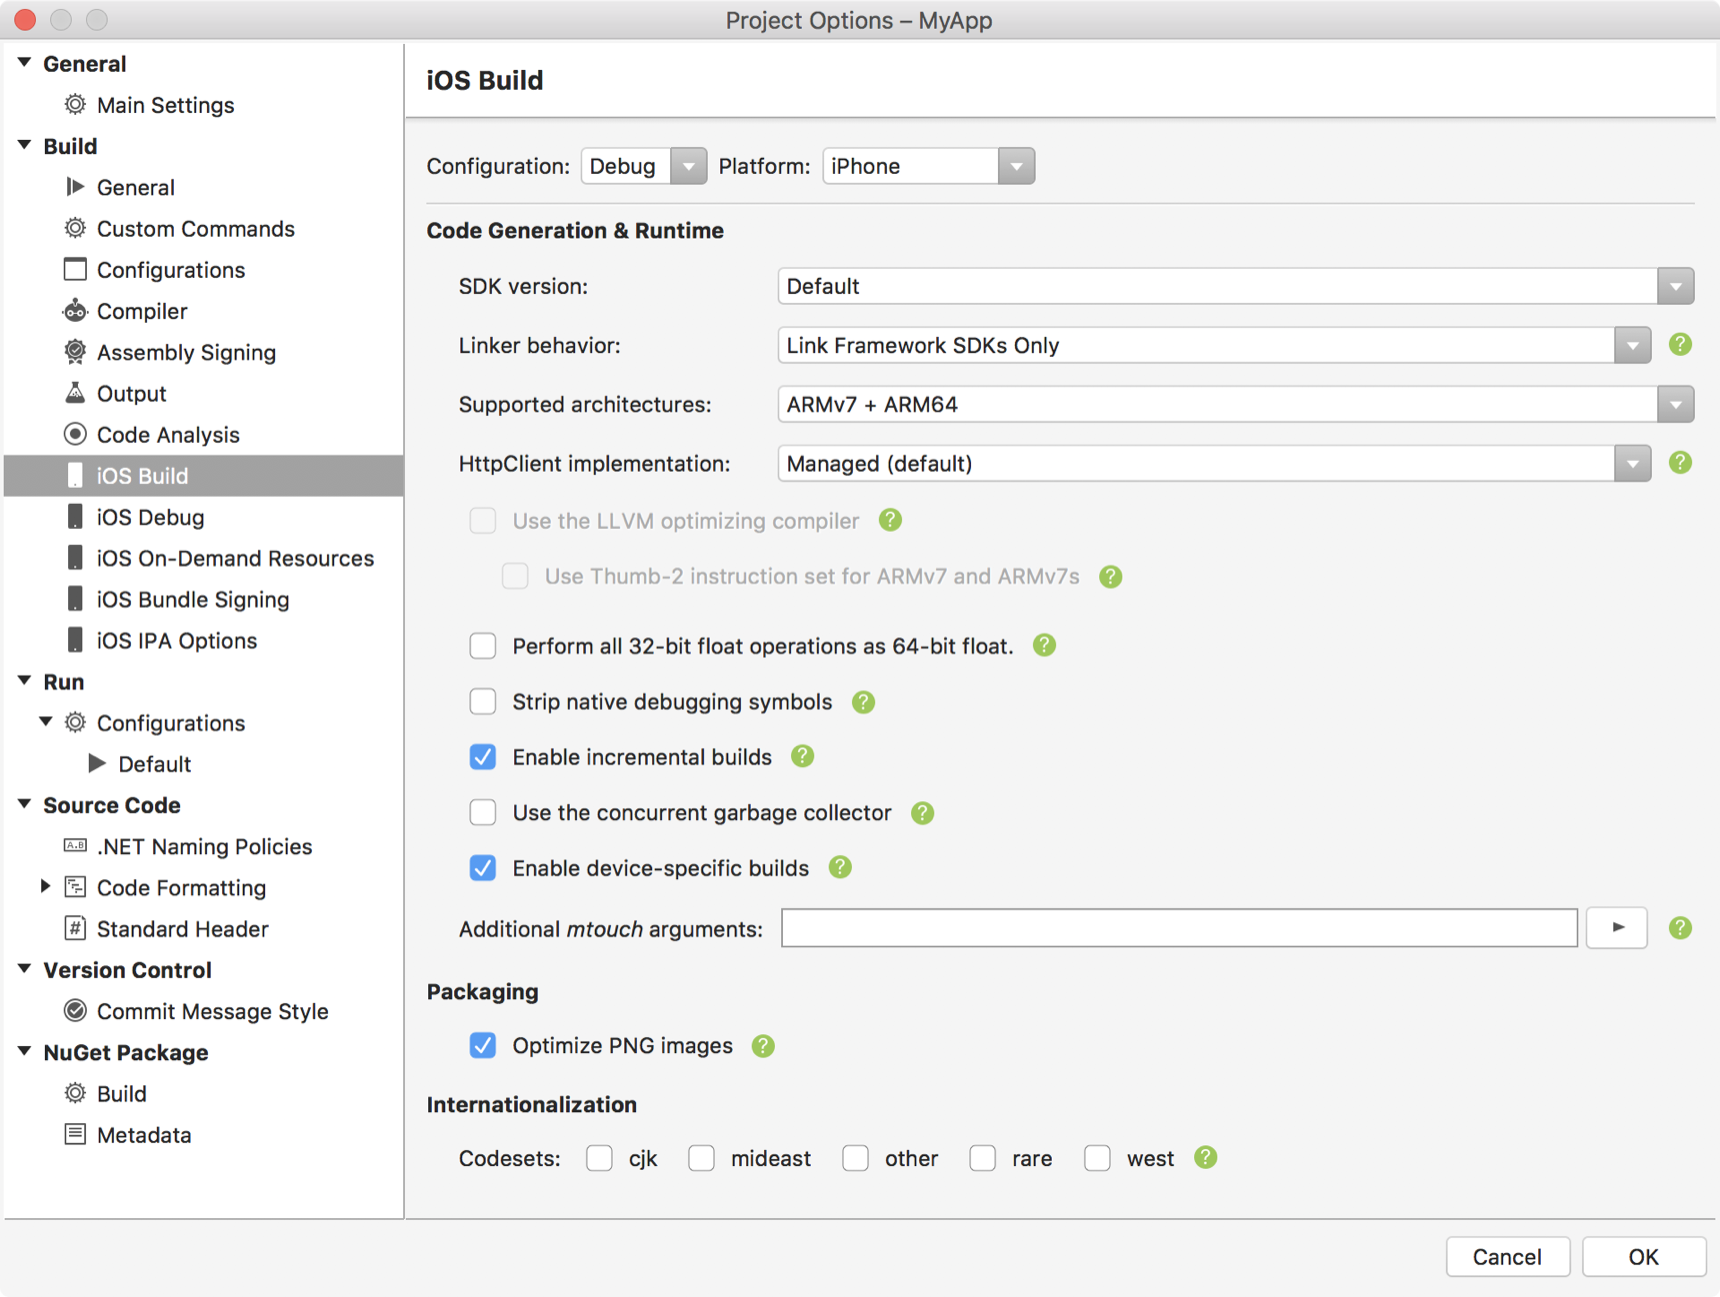 Project Options – MyApp
General
Main Settings
Build
General
Custom Commands
Configurations
Compiler
Assembly Signing
Output
Code Analysis
iOS Build
iOS Debug
iOS On-Demand Resources
iOS Bundle Signing
iOS IPA Options
Run
Configurations
Default
Source Code
A.B .NET Naming Policies
Code Formatting
# Standard Header
Version Control
Commit Message Style
NuGet Package
Build
Metadata
iOS Build
Configuration: Debug Platform: iPhone
Code Generation & Runtime
SDK version: Default
Linker behavior: Link Framework SDKs Only ?
Supported architectures: ARMv7 + ARM64
HttpClient implementation: Managed (default) ?
Use the LLVM optimizing compiler ?
Use Thumb-2 instruction set for ARMv7 and ARMv7s ?
Perform all 32-bit float operations as 64-bit float. ?
Strip native debugging symbols ?
Enable incremental builds ?
Use the concurrent garbage collector ?
Enable device-specific builds ?
Additional mtouch arguments: ?
Packaging
Optimize PNG images ?
Internationalization
Codesets: cjk mideast other rare west ?
Cancel OK